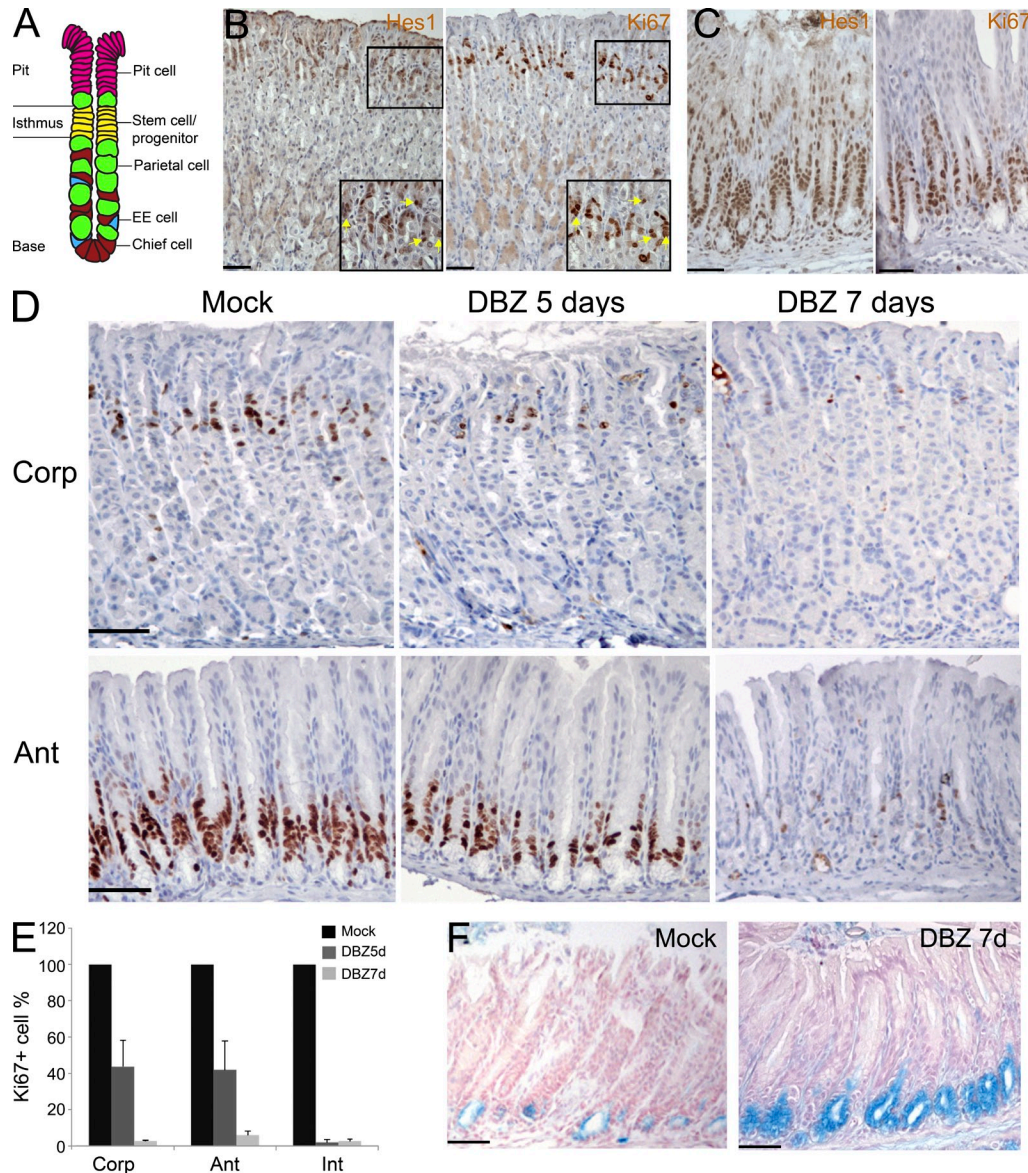 A
Pit
Isthmus
Base
Pit cell
Stem cell/
progenitor
Parietal cell
EE cell
Chief cell
B
Hes1
Ki67
C
Hes1
Ki67
D
Mock
DBZ 5 days
DBZ 7 days
Corp
Ant
E
Ki67+ cell %
120
100
80
60
40
20
0
Mock
DBZ5d
DBZ7d
Corp
Ant
Int
F
Mock
DBZ 7d